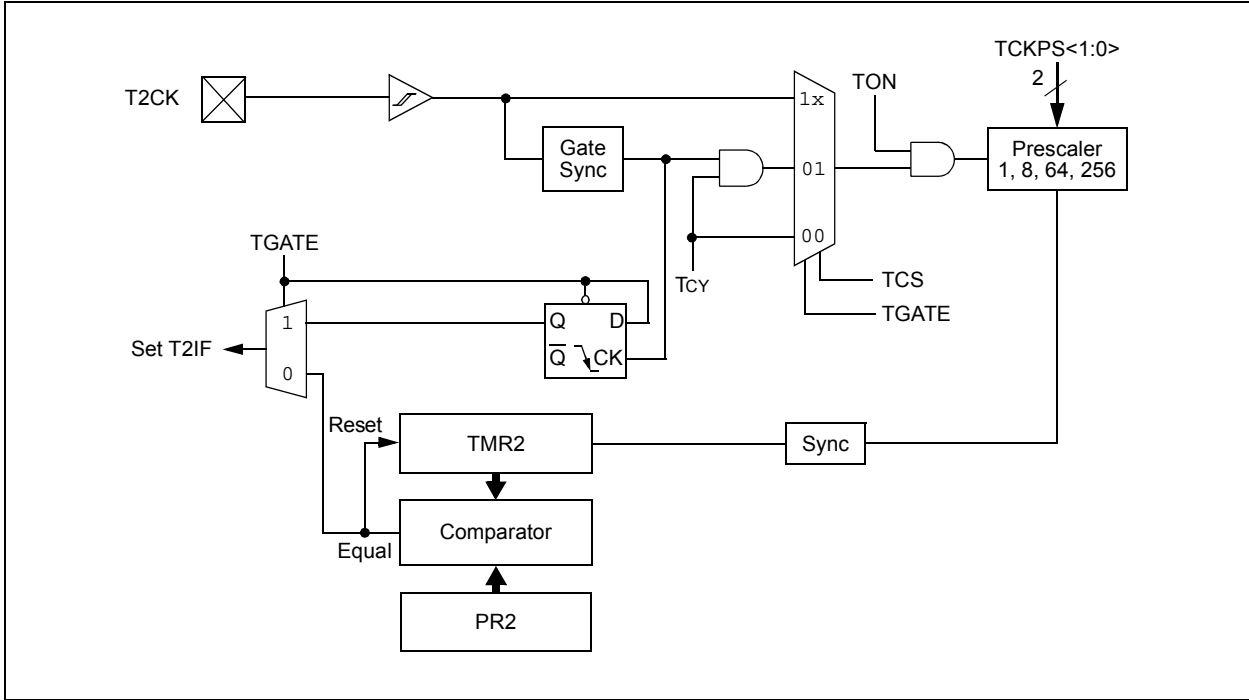 TCKPS<1:0>
2
T2CK
1x
TON
Gate
Sync
01
Prescaler
1, 8, 64, 256
00
TGATE
TCY
TCS
TGATE
1
Q
D
Set T2IF
Q̅
CK
0
Reset
TMR2
Sync
Comparator
Equal
PR2